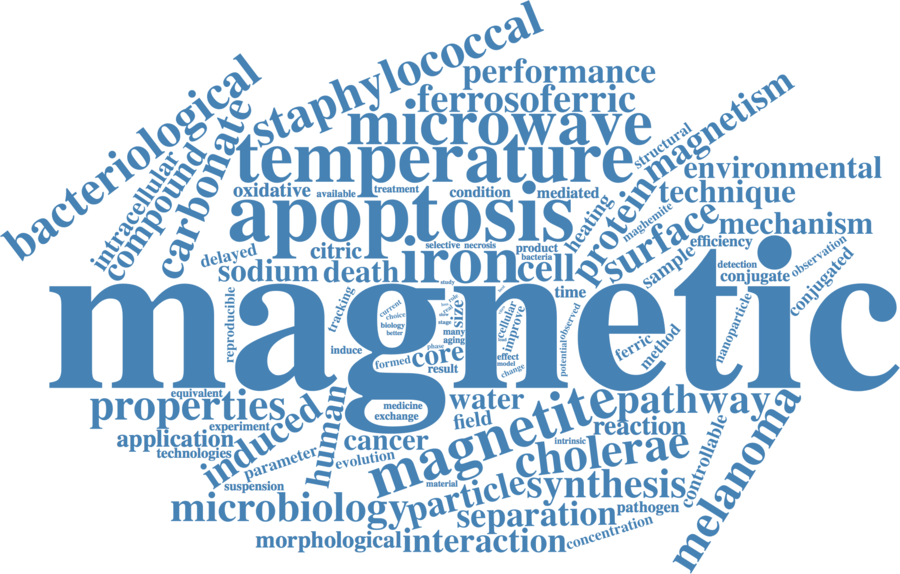 staphylococcal
performance
bacteriological
ferrosoferric
magnetism
microwave
carbonate
structural
temperature
environmental
intracellular
compound
protein
oxidative
available
treatment
condition
mediated
technique
apoptosis
heating
maghemite
surface
mechanism
delayed
citric
selective
necrosis
product
bacteria
efficiency
observation
sodium
death
iron
cell
sample
detection
conjugate
conjugated
study
time
magnetic
reproducible
tracking
current
choice
biology
better
size
many
aging
stage
role
cellular
improve
observed
potential
nanoparticle
induce
formed
core
phase
result
effect
model
change
ferric
method
equivalent
properties
medicine
exchange
water
field
magnetite
pathway
experiment
application
technologies
induced
human
cancer
reaction
intrinsic
cholerae
controllable
melanoma
parameter
evolution
suspension
material
particle
synthesis
microbiology
separation
pathogen
morphological
interaction
concentration